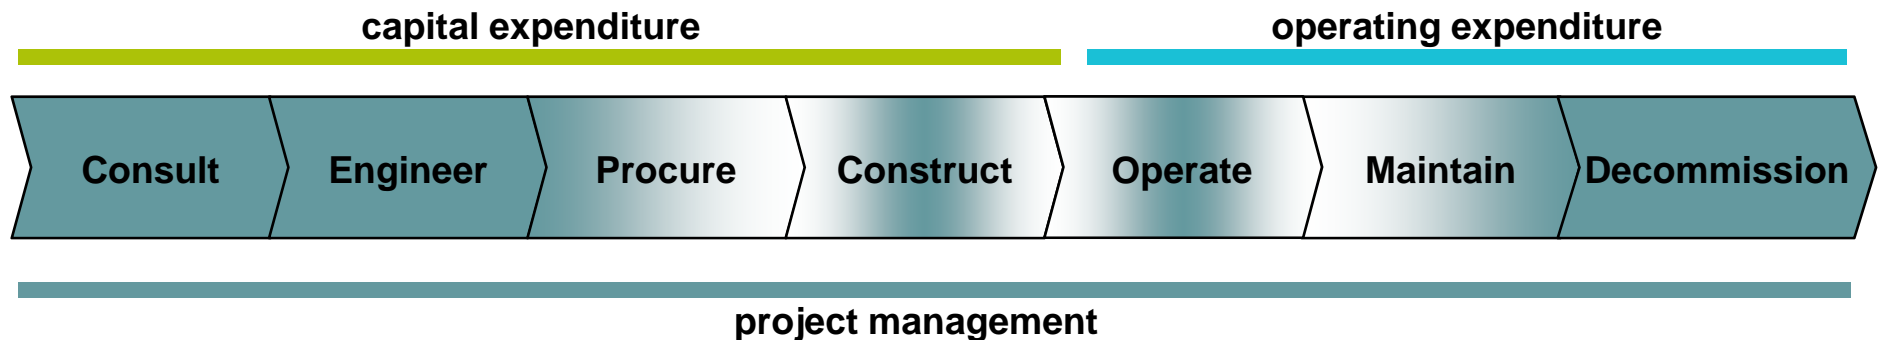 capital expenditure operating expenditure
Consult Engineer Procure Construct Operate Maintain Decommission
project management